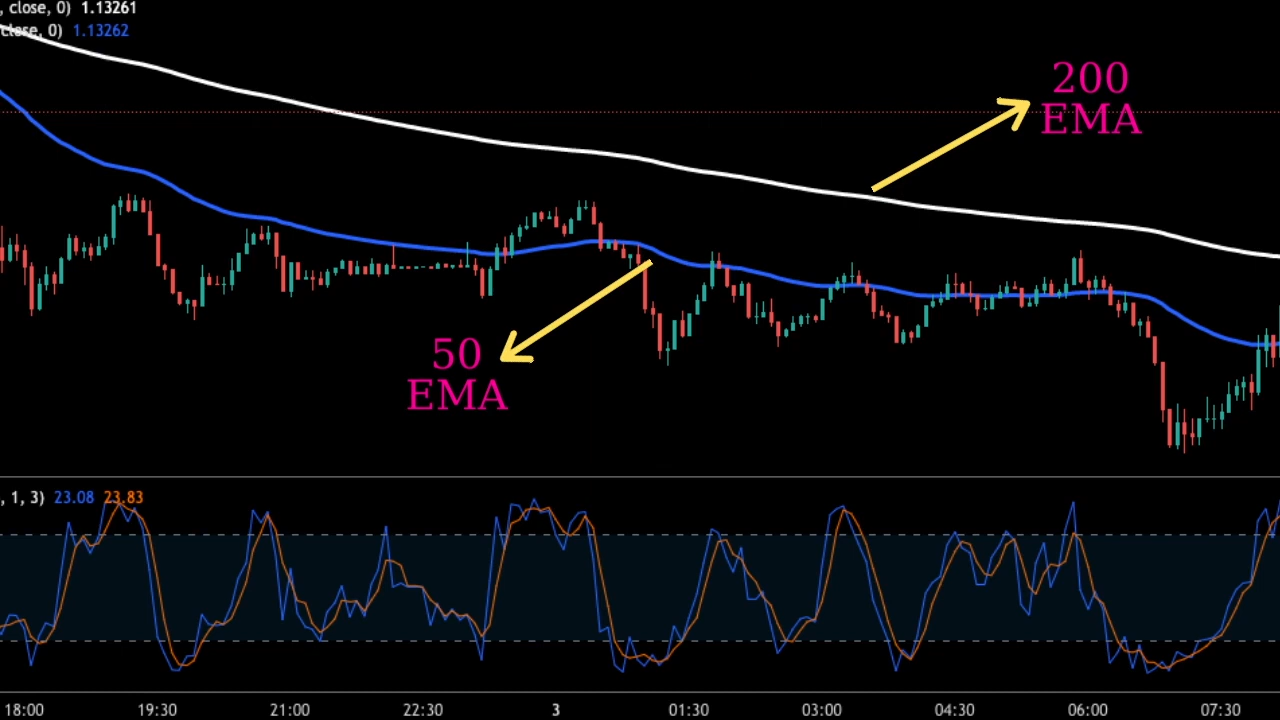 , close, 0) 1.13261
close, 0) 1.13262
200
EMA
50
EMA
, 1, 3) 23.08 23.83
18:00 19:30 21:00 22:30 3 01:30 03:00 04:30 06:00 07:30